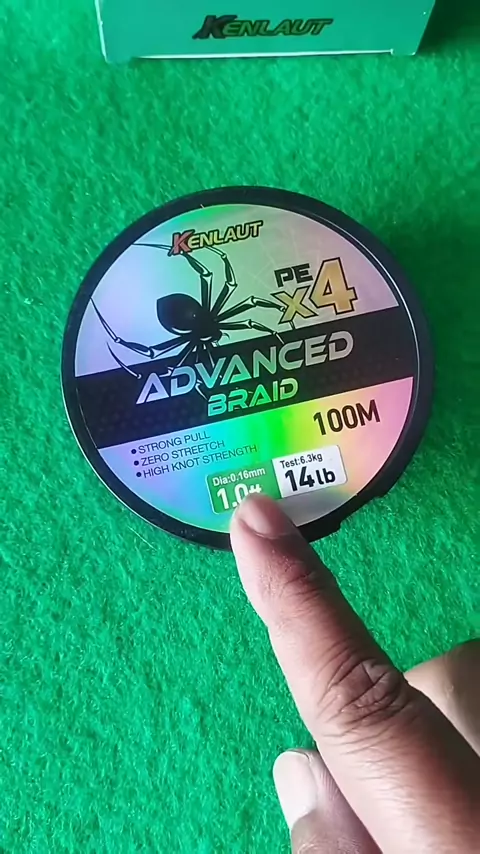 KENLAUT
KENLAUT
PE
X4
ADVANCED
BRAID
100M
• STRONG PULL
• ZERO STREETCH
• HIGH KNOT STRENGTH
Dia:0.16mm
1.0#
Test:6.3kg
14lb